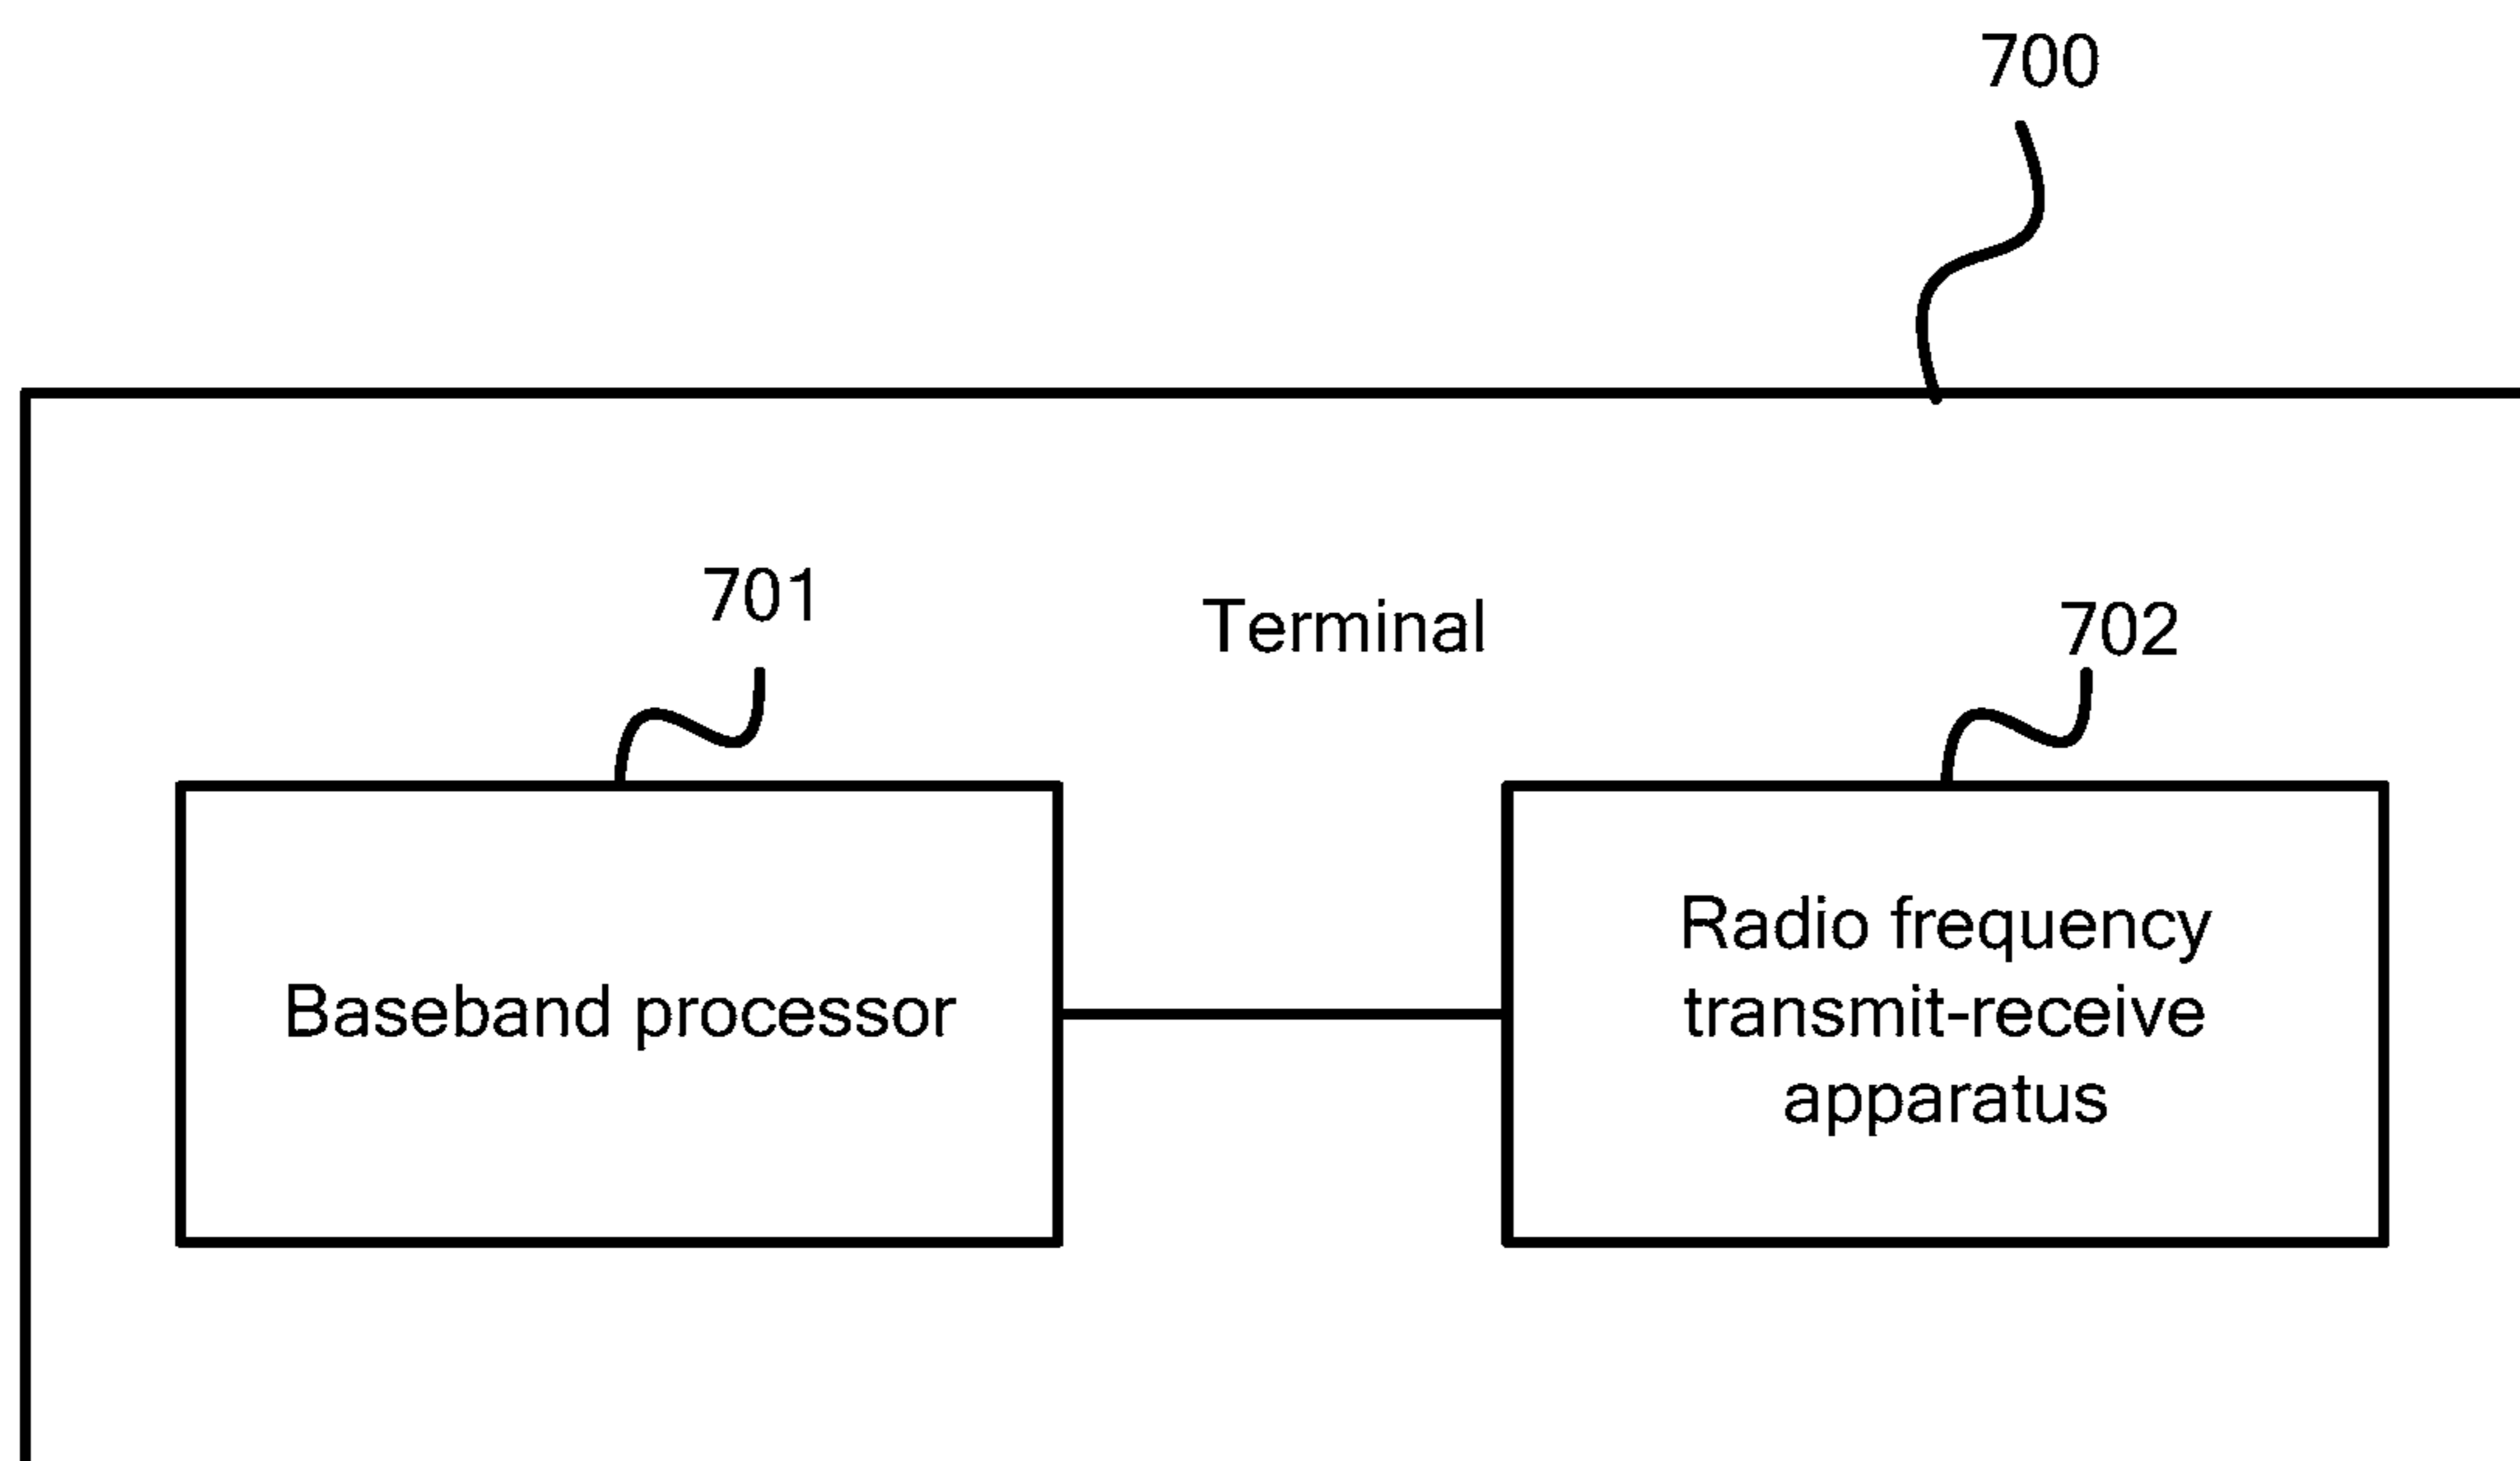 700
701
Terminal
702
Baseband processor
Radio frequency
transmit-receive
apparatus